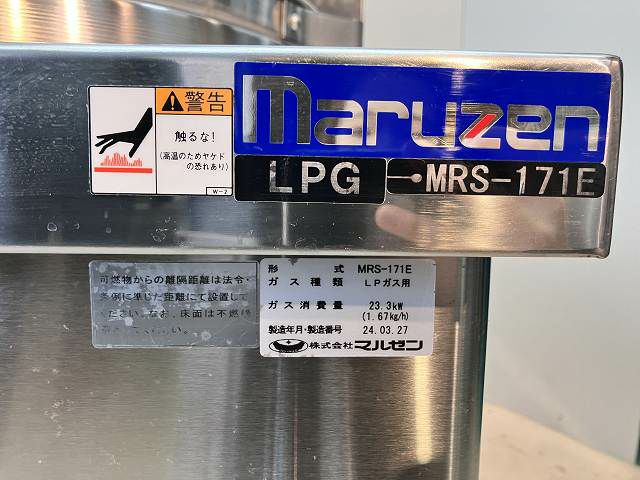 警告
触るな!
(高温のためヤケド
の恐れあり)
W-2
maruzen
LPG
MRS-171E
可燃物からの離隔距離は法令・
条例に準じた距離にて設置して
ください。なお、床面は不燃
形式 MRS-171E
ガス種類 LPガス用
ガス消費量 23.3kW
(1.67kg/h)
製造年月・製造番号 24.03.27
株式会社マルゼン